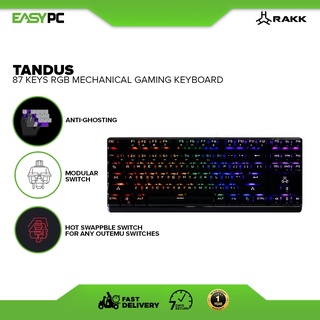 EASYPC
RAKK
TANDUS
87 KEYS RGB MECHANICAL GAMING KEYBOARD
ANTI-GHOSTING
MODULAR
SWITCH
HOT SWAPPBLE SWITCH
FOR ANY OUTEMU SWITCHES
FAST
DELIVERY
1